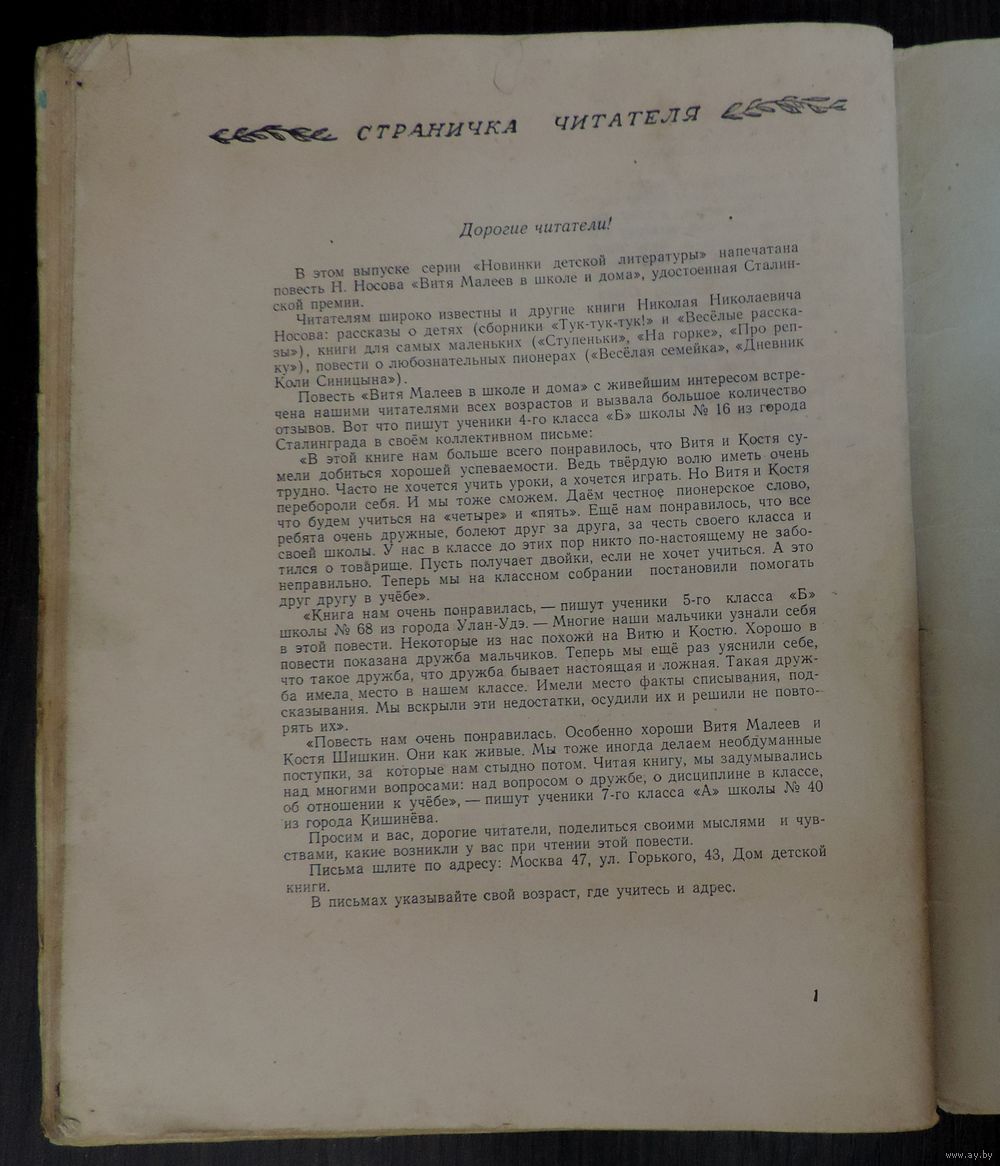 СТРАНИЧКА ЧИТАТЕЛЯ
Дорогие читатели!
В этом выпуске серии «Новинки детской литературы» напечатана
повесть Н. Носова «Витя Малеев в школе и дома», удостоенная Сталин-
ской премии.
Читателям широко известны и другие книги Николая Николаевича
Носова: рассказы о детях (сборники «Тук-тук-тук!» и «Весёлые расска-
зы»), книги для самых маленьких («Ступеньки», «На горке», «Про реп-
ку»), повести о любознательных пионерах («Весёлая семейка», «Дневник
Коли Синицына»).
Повесть «Витя Малеев в школе и дома» с живейшим интересом встре-
чена нашими читателями всех возрастов и вызвала большое количество
отзывов. Вот что пишут ученики 4-го класса «Б» школы № 16 из города
Сталинграда в своём коллективном письме:
«В этой книге нам больше всего понравилось, что Витя и Костя су-
мели добиться хорошей успеваемости. Ведь твёрдую волю иметь очень
трудно. Часто не хочется учить уроки, а хочется играть. Но Витя и Костя
перебороли себя. И мы тоже сможем. Даём честное пионерское слово,
что будем учиться на «четыре» и «пять». Ещё нам понравилось, что все
ребята очень дружные, болеют друг за друга, за честь своего класса и
своей школы. У нас в классе до этих пор никто по-настоящему не забо-
тился о товарище. Пусть получает двойки, если не хочет учиться. А это
неправильно. Теперь мы на классном собрании постановили помогать
друг другу в учёбе».
«Книга нам очень понравилась, — пишут ученики 5-го класса «Б»
школы № 68 из города Улан-Удэ. — Многие наши мальчики узнали себя
в этой повести. Некоторые из нас похожи на Витю и Костю. Хорошо в
повести показана дружба мальчиков. Теперь мы ещё раз уяснили себе,
что такое дружба, что дружба бывает настоящая и ложная. Такая друж-
ба имела место в нашем классе. Имели место факты списывания, под-
сказывания. Мы вскрыли эти недостатки, осудили их и решили не повто-
рять их».
«Повесть нам очень понравилась. Особенно хороши Витя Малеев и
Костя Шишкин. Они как живые. Мы тоже иногда делаем необдуманные
поступки, за которые нам стыдно потом. Читая книгу, мы задумывались
над многими вопросами: над вопросом о дружбе, о дисциплине в классе,
об отношении к учёбе», — пишут ученики 7-го класса «А» школы № 40
из города Кишинёва.
Просим и вас, дорогие читатели, поделиться своими мыслями и чув-
ствами, какие возникли у вас при чтении этой повести.
Письма шлите по адресу: Москва 47, ул. Горького, 43, Дом детской
книги.
В письмах указывайте свой возраст, где учитесь и адрес.
1
www.ay.by